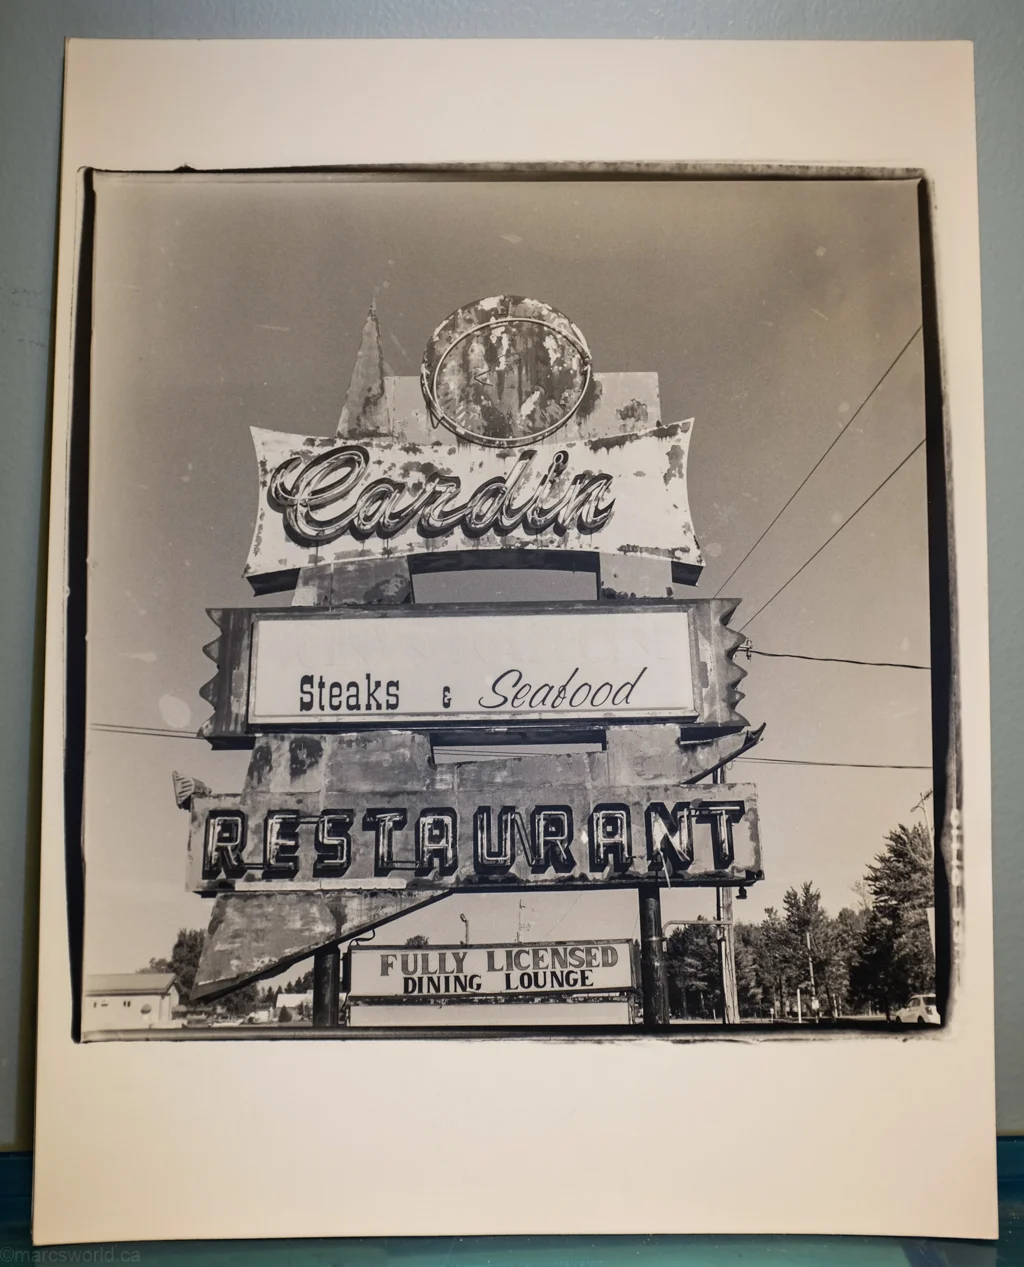 Cardin
Steaks & Seafood
RESTAURANT
FULLY LICENSED
DINING LOUNGE
©marcsworld.ca